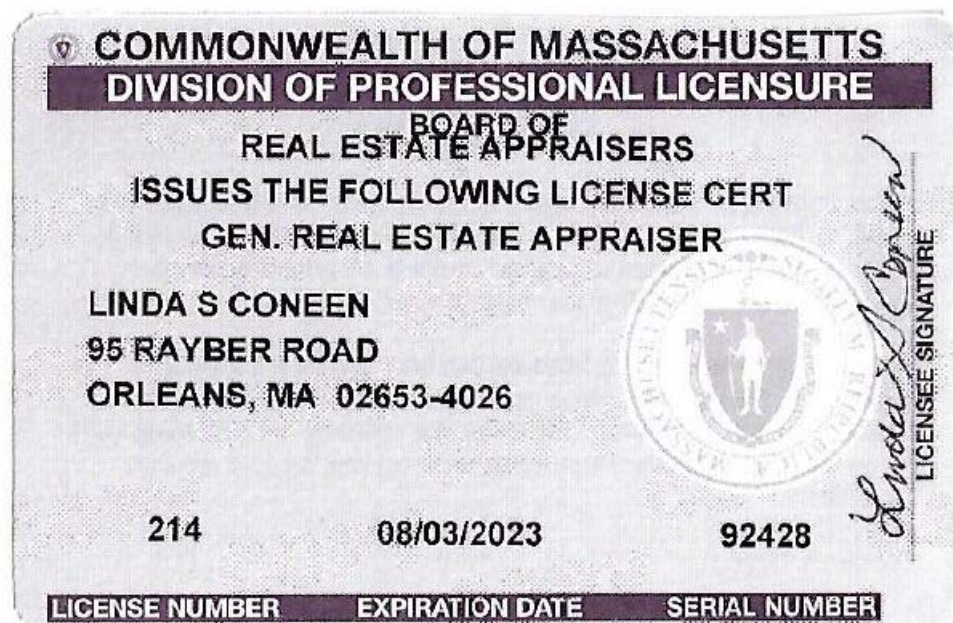 COMMONWEALTH OF MASSACHUSETTS
DIVISION OF PROFESSIONAL LICENSURE
BOARD OF
REAL ESTATE APPRAISERS
ISSUES THE FOLLOWING LICENSE CERT
GEN. REAL ESTATE APPRAISER
LINDA S CONEEN
95 RAYBER ROAD
ORLEANS, MA 02653-4026
214 08/03/2023 92428
LICENSE NUMBER EXPIRATION DATE SERIAL NUMBER
Linda S Coneen
LICENSEE SIGNATURE